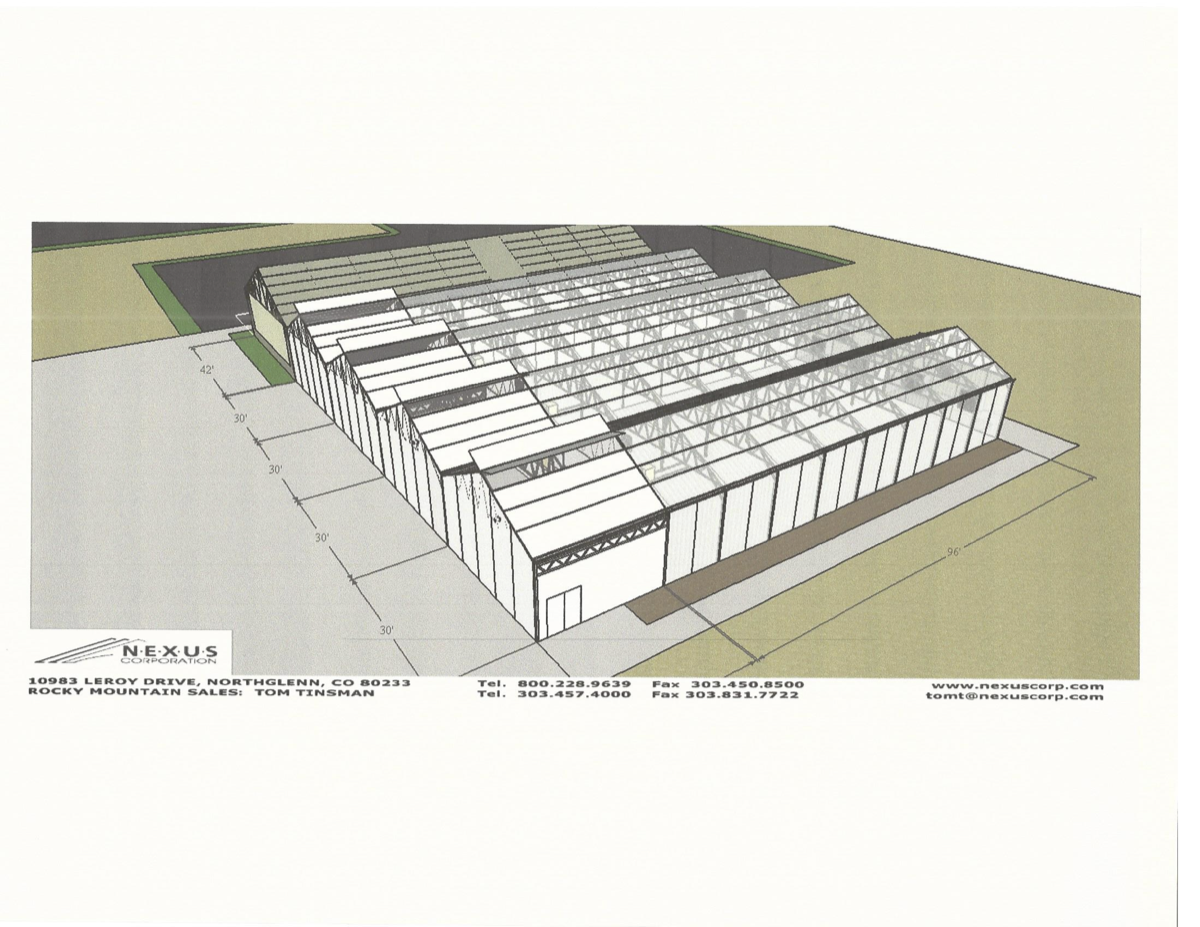 42'
30'
30'
30'
30'
96'
N·E·X·U·S
CORPORATION
10983 LEROY DRIVE, NORTHGLENN, CO 80233 Tel. 800.228.9639 Fax 303.450.8500 www.nexuscorp.com
ROCKY MOUNTAIN SALES: TOM TINSMAN Tel. 303.457.4000 Fax 303.831.7722 tomt@nexuscorp.com